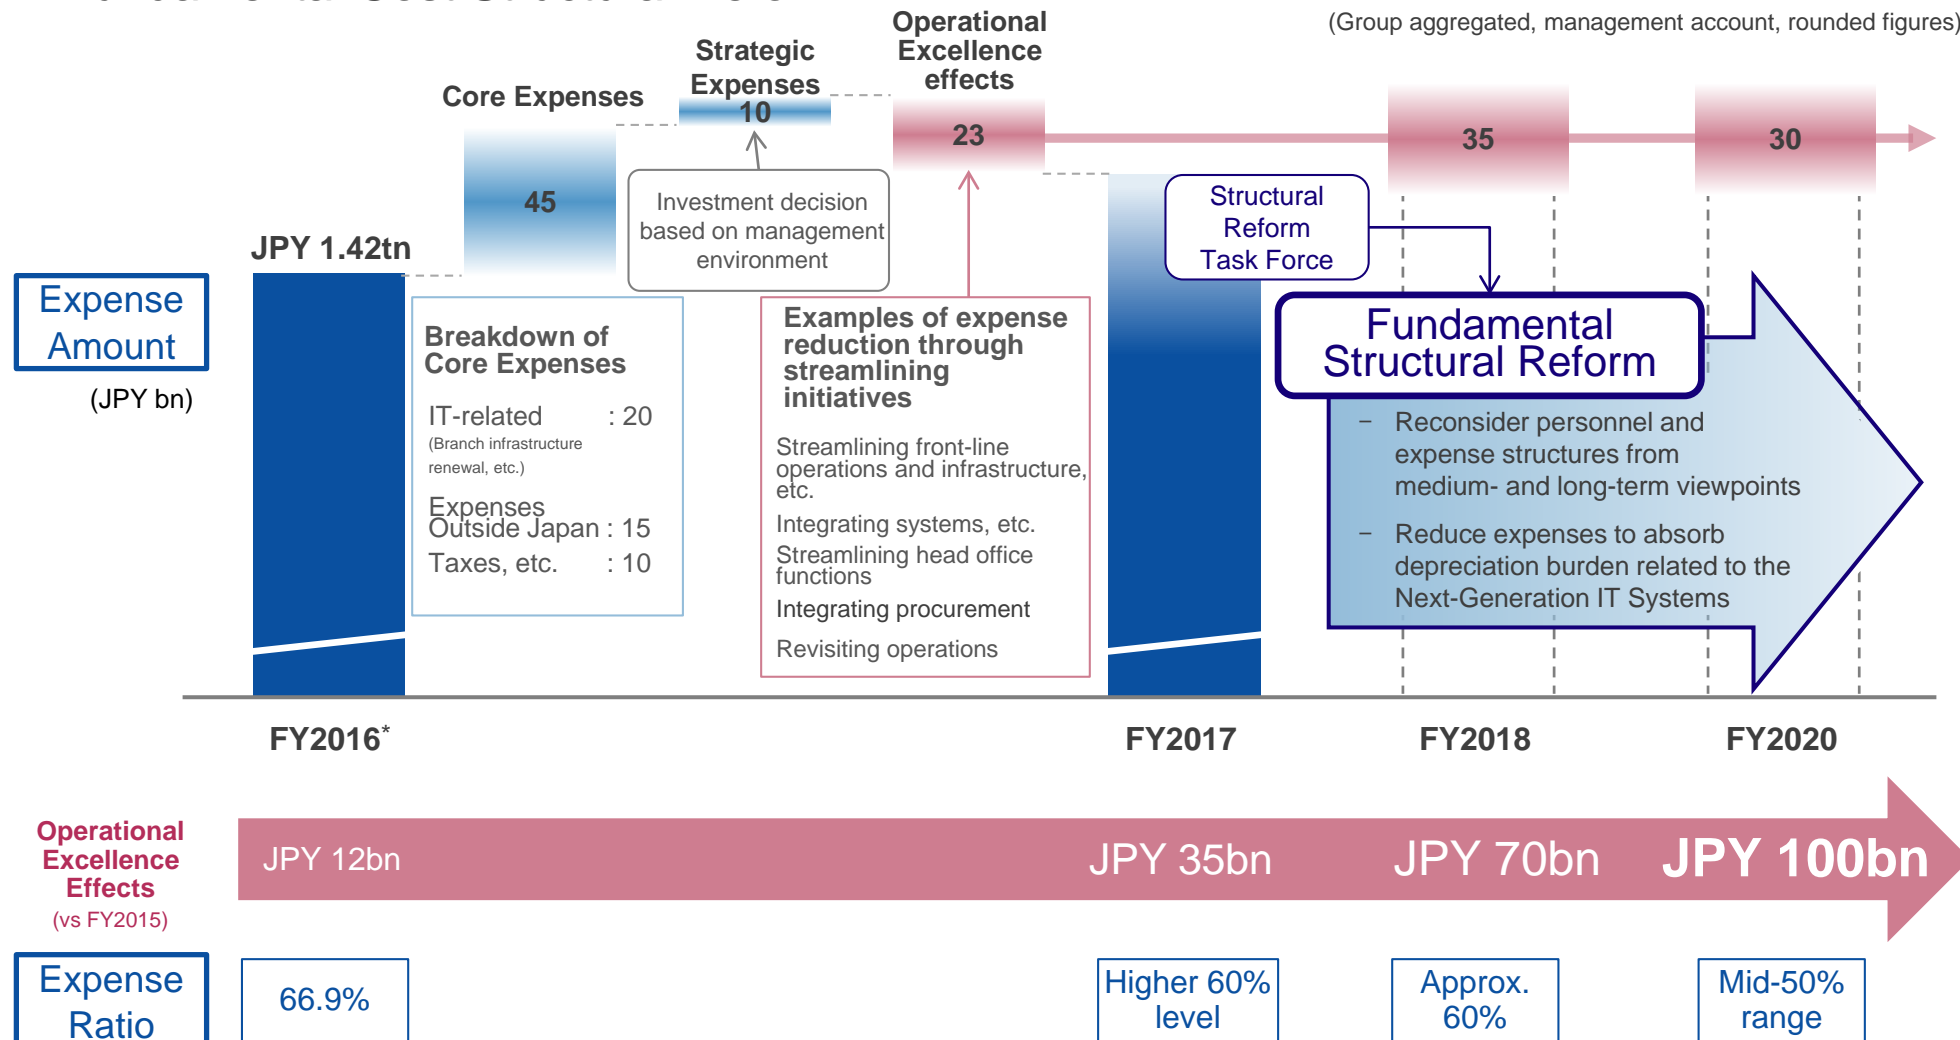 (Group aggregated, management account, rounded figures)
Core Expenses
Strategic
Expenses
10
Operational
Excellence
effects
23
35
30
45
JPY 1.42tn
Investment decision
based on management
environment
Structural
Reform
Task Force
Expense
Amount
(JPY bn)
Breakdown of
Core Expenses
IT-related : 20
(Branch infrastructure
renewal, etc.)
Expenses
Outside Japan : 15
Taxes, etc. : 10
Examples of expense
reduction through
streamlining
initiatives
Streamlining front-line
operations and infrastructure,
etc.
Integrating systems, etc.
Streamlining head office
functions
Integrating procurement
Revisiting operations
Fundamental
Structural Reform
− Reconsider personnel and
expense structures from
medium- and long-term viewpoints
− Reduce expenses to absorb
depreciation burden related to the
Next-Generation IT Systems
FY2016*
FY2017
FY2018
FY2020
Operational
Excellence
Effects
(vs FY2015)
JPY 12bn
JPY 35bn
JPY 70bn
JPY 100bn
Expense
Ratio
66.9%
Higher 60%
level
Approx.
60%
Mid-50%
range